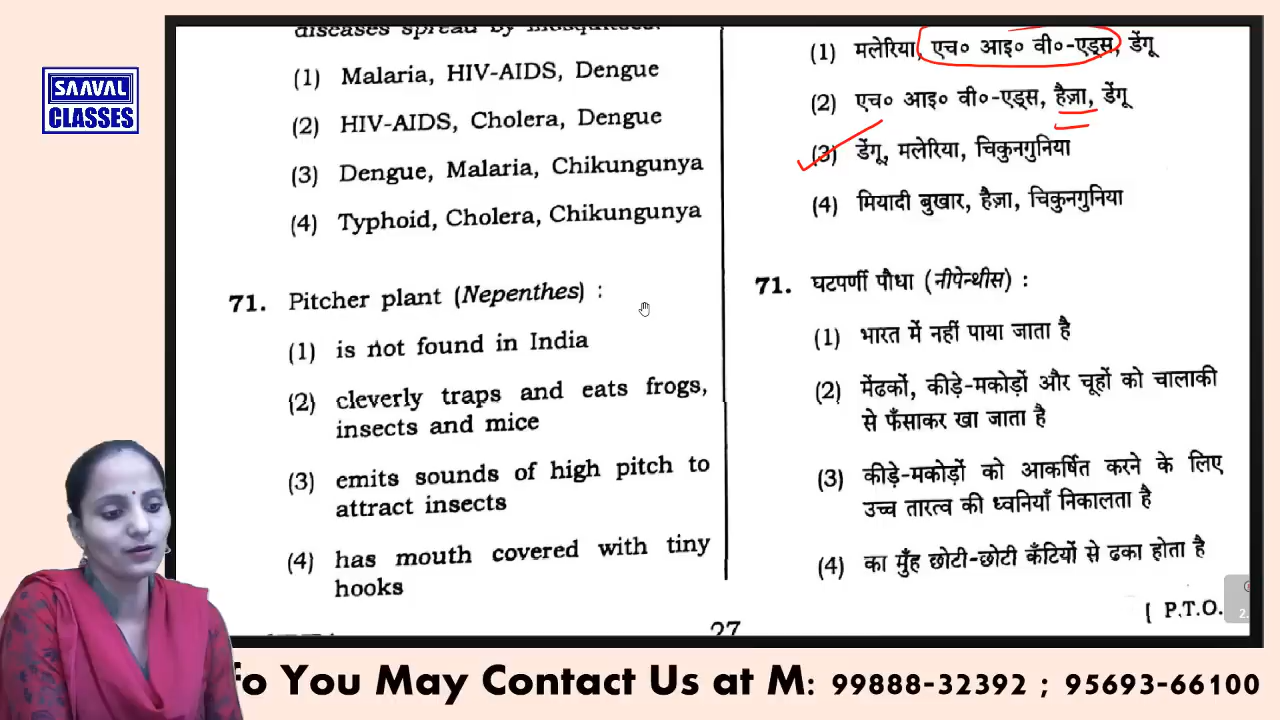 SAAVAL
CLASSES
diseases spread by mosquitoes.
(1) Malaria, HIV-AIDS, Dengue
(2) HIV-AIDS, Cholera, Dengue
(3) Dengue, Malaria, Chikungunya
(4) Typhoid, Cholera, Chikungunya
71. Pitcher plant (Nepenthes) :
(1) is not found in India
(2) cleverly traps and eats frogs,
insects and mice
(3) emits sounds of high pitch to
attract insects
(4) has mouth covered with tiny
hooks
(1) मलेरिया, एच० आइ० वी०-एड्स, डेंगू
(2) एच० आइ० वी०-एड्स, हैज़ा, डेंगू
(3) डेंगू, मलेरिया, चिकुनगुनिया
(4) मियादी बुखार, हैज़ा, चिकुनगुनिया
71. घटपर्णी पौधा (नीपेन्थीस) :
(1) भारत में नहीं पाया जाता है
(2) मेंढकों, कीड़े-मकोड़ों और चूहों को चालाकी
से फँसाकर खा जाता है
(3) कीड़े-मकोड़ों को आकर्षित करने के लिए
उच्च तारत्व की ध्वनियाँ निकालता है
(4) का मुँह छोटी-छोटी कँटियों से ढका होता है
27
[ P.T.O.
fo You May Contact Us at M: 99888-32392 ; 95693-66100